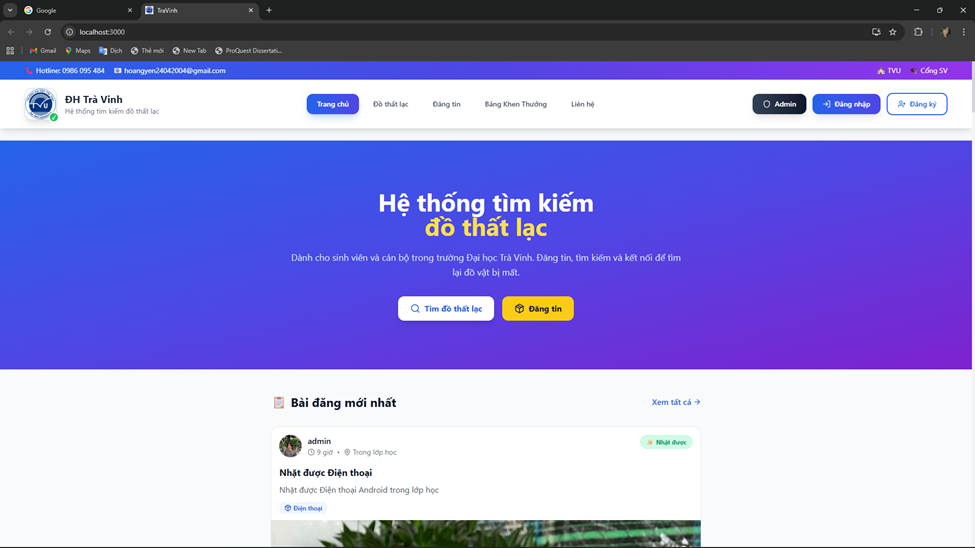 Google
TraVinh
localhost:3000
Gmail
Maps
Dịch
Thẻ mới
New Tab
ProQuest Dissertati...
Hotline: 0986 095 484
hoangyen24042004@gmail.com
TVU
Cổng SV
TVU
ĐH Trà Vinh
Hệ thống tìm kiếm đồ thất lạc
Trang chủ
Đồ thất lạc
Đăng tin
Bảng Khen Thưởng
Liên hệ
Admin
Đăng nhập
Đăng ký
Hệ thống tìm kiếm
đồ thất lạc
Dành cho sinh viên và cán bộ trong trường Đại học Trà Vinh. Đăng tin, tìm kiếm và kết nối để tìm
lại đồ vật bị mất.
Tìm đồ thất lạc
Đăng tin
Bài đăng mới nhất
Xem tất cả →
admin
9 giờ • Trong lớp học
Nhặt được
Nhặt được Điện thoại
Nhặt được Điện thoại Android trong lớp học
Điện thoại